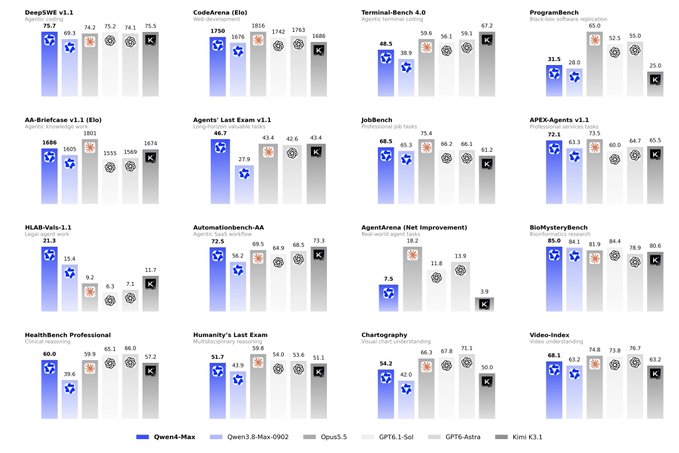 DeepSWE v1.1
Agentic coding
75.7 69.3 74.2 75.2 74.1 75.5
CodeArena (Elo)
Web development
1750 1676 1816 1742 1763 1686
Terminal-Bench 4.0
Agentic terminal coding
48.5 38.9 59.6 56.1 59.1 67.2
ProgramBench
Black-box software replication
31.5 28.0 65.0 52.5 55.0 25.0
AA-Briefcase v1.1 (Elo)
Agentic knowledge work
1686 1605 1801 1555 1569 1674
Agents' Last Exam v1.1
Long-horizon-valuable tasks
46.7 27.9 43.4 42.6 43.4
JobBench
Professional job tasks
68.5 65.3 75.4 66.2 66.1 61.2
APEX-Agents v1.1
Professional services tasks
72.1 63.3 73.5 60.0 64.7 65.5
HLAB-Vals-1.1
Legal agent work
21.3 15.4 9.2 6.3 7.1 11.7
Automationbench-AA
Agentic SaaS workflow
72.5 56.2 69.5 64.9 68.5 73.3
AgentArena (Net Improvement)
Real-world agent tasks
7.5 18.2 11.8 13.9 3.9
BioMysteryBench
Bioinformatics research
85.0 84.1 81.9 84.4 78.9 80.6
HealthBench Professional
Clinical reasoning
60.0 39.6 59.9 65.1 66.0 57.2
Humanity's Last Exam
Multidisciplinary reasoning
51.7 43.9 59.8 54.0 53.6 51.1
Chartography
Visual chart understanding
54.2 42.0 66.3 67.8 71.1 50.0
Video-Index
Video understanding
68.1 63.2 74.8 73.8 76.7 63.2
Qwen4-Max Qwen3.8-Max-0902 Opus5.5 GPT6.1-Sol GPT6-Astra Kimi K3.1